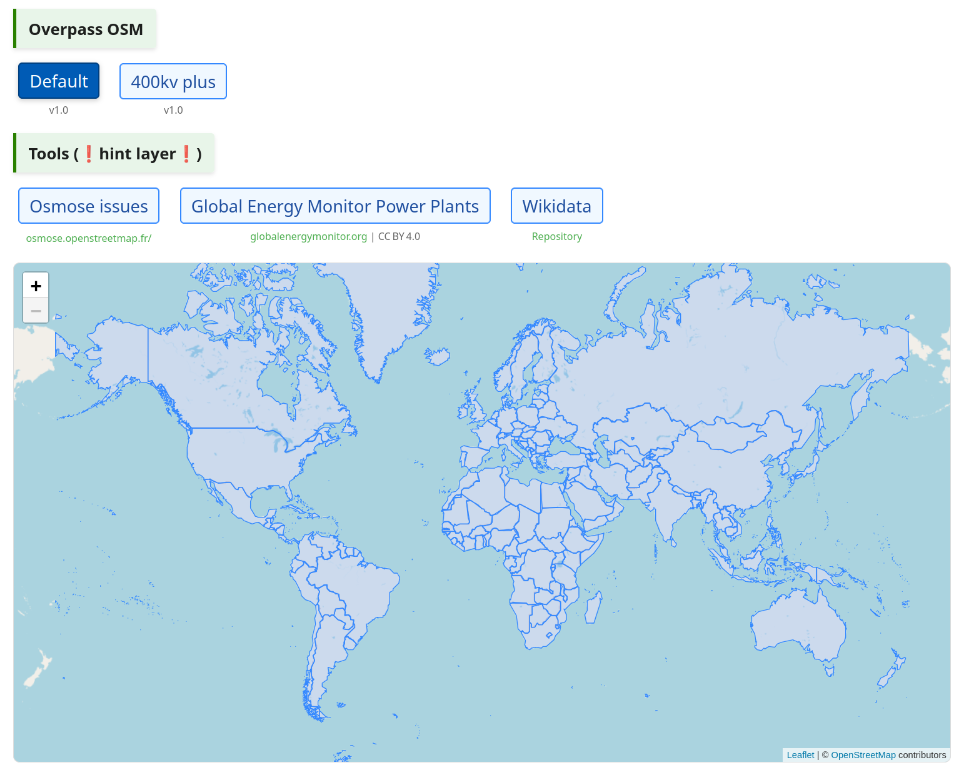 Overpass OSM
Default
400kv plus
v1.0
v1.0
Tools (❗hint layer❗)
Osmose issues
Global Energy Monitor Power Plants
Wikidata
osmose.openstreetmap.fr/
globalenergymonitor.org | CC BY 4.0
Repository
+
−
Leaflet | © OpenStreetMap contributors